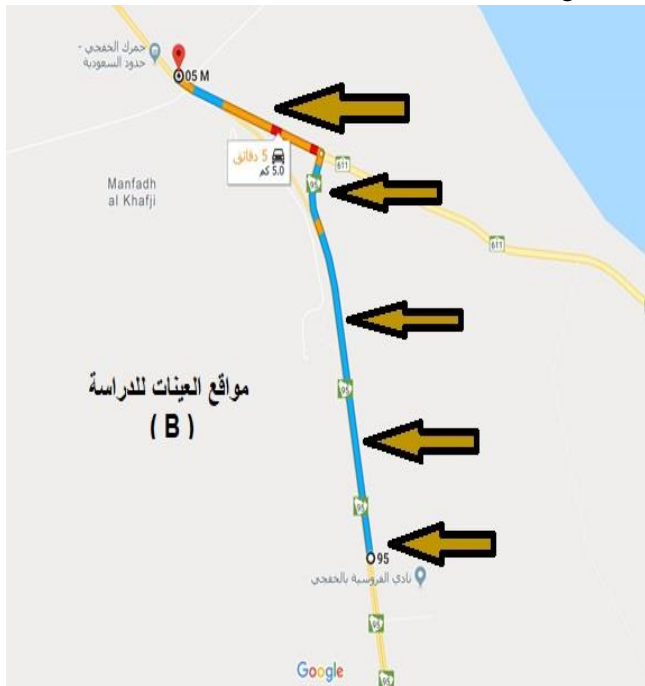 جمرك الخفجي -
حدود السعودية
05 M
5 دقائق
5.0 كم
95
611
Manfadh
al Khafji
611
مواقع العينات للدراسة
( B )
95
95
95
نادي الفروسية بالخفجي
95
Google
95